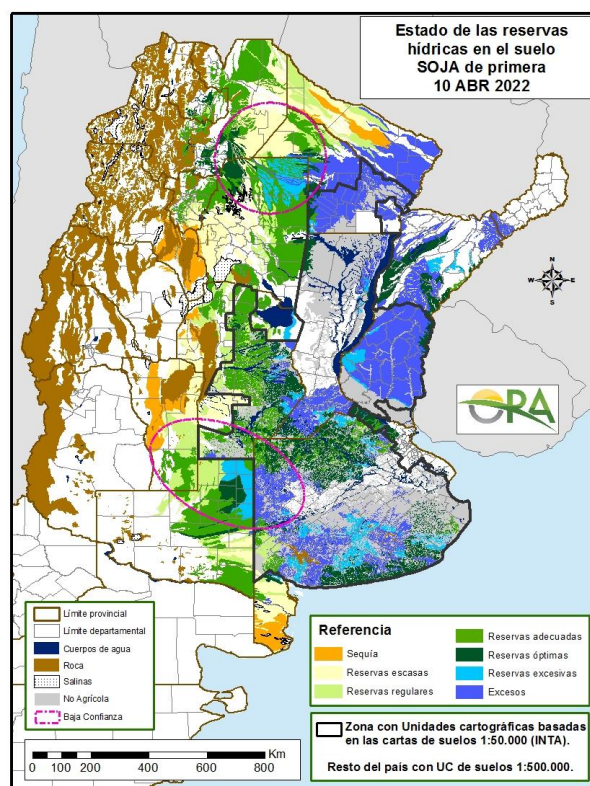 Estado de las reservas
hídricas en el suelo
SOJA de primera
10 ABR 2022
N
W
E
S
ORA
Límite provincial
Límite departamental
Cuerpos de agua
Roca
Salinas
No Agrícola
Baja Confianza
Referencia
Sequía
Reservas escasas
Reservas regulares
Reservas adecuadas
Reservas óptimas
Reservas excesivas
Excesos
Zona con Unidades cartográficas basadas
en las cartas de suelos 1:50.000 (INTA).
Resto del país con UC de suelos 1:500.000.
Km
0 100 200 400 600 800